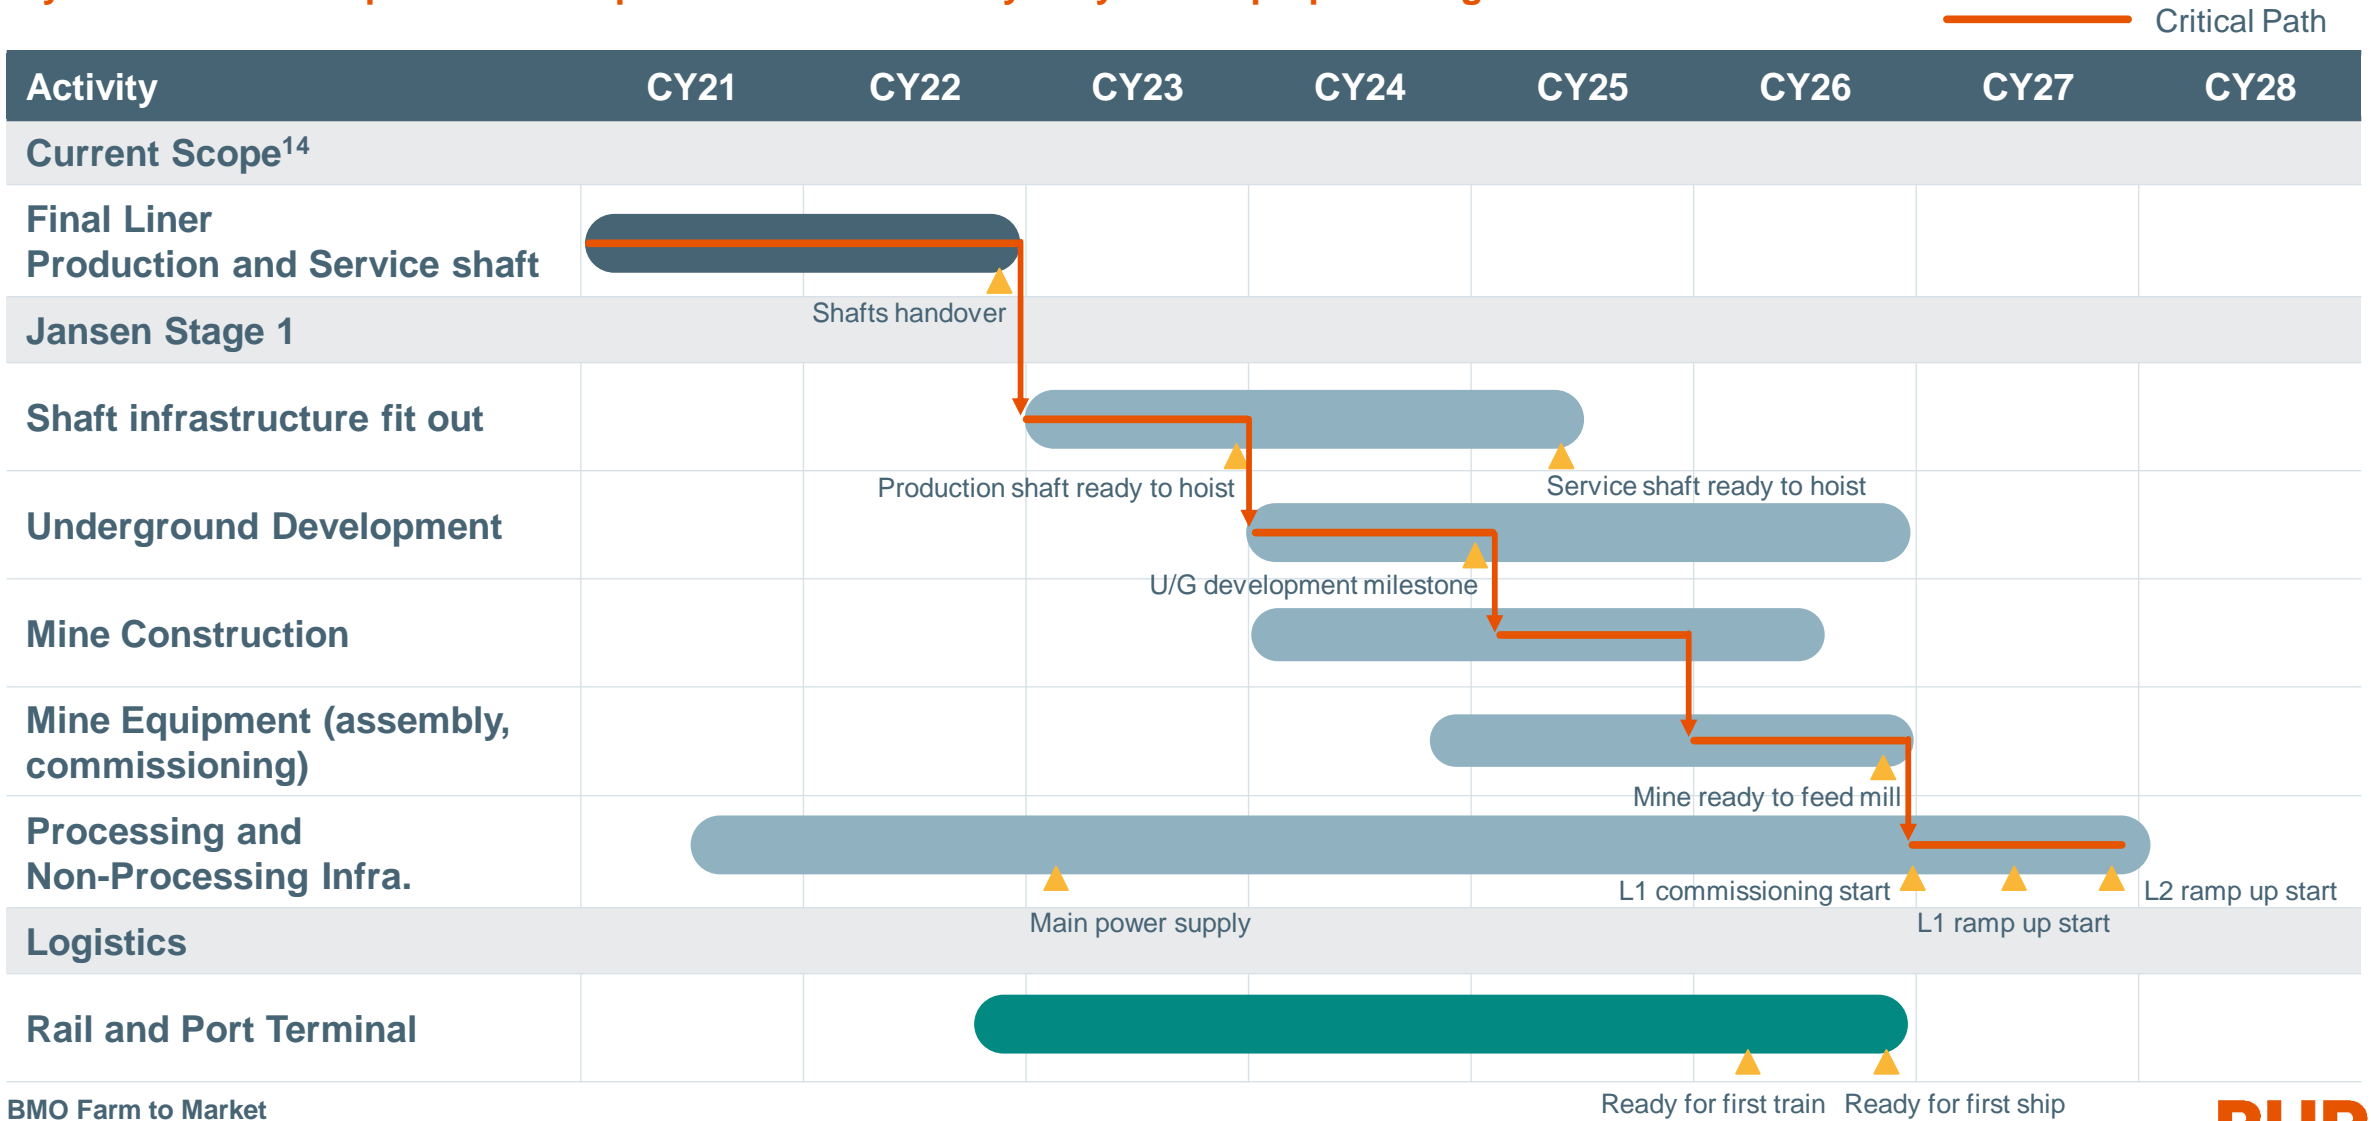 Critical Path
Activity CY21 CY22 CY23 CY24 CY25 CY26 CY27 CY28
Current Scope14
Final Liner
Production and Service shaft
Shafts handover
Jansen Stage 1
Shaft infrastructure fit out
Production shaft ready to hoist
Service shaft ready to hoist
Underground Development
U/G development milestone
Mine Construction
Mine Equipment (assembly,
commissioning)
Mine ready to feed mill
Processing and
Non-Processing Infra.
L1 commissioning start
L2 ramp up start
Main power supply
L1 ramp up start
Logistics
Rail and Port Terminal
Ready for first train
Ready for first ship
BMO Farm to Market